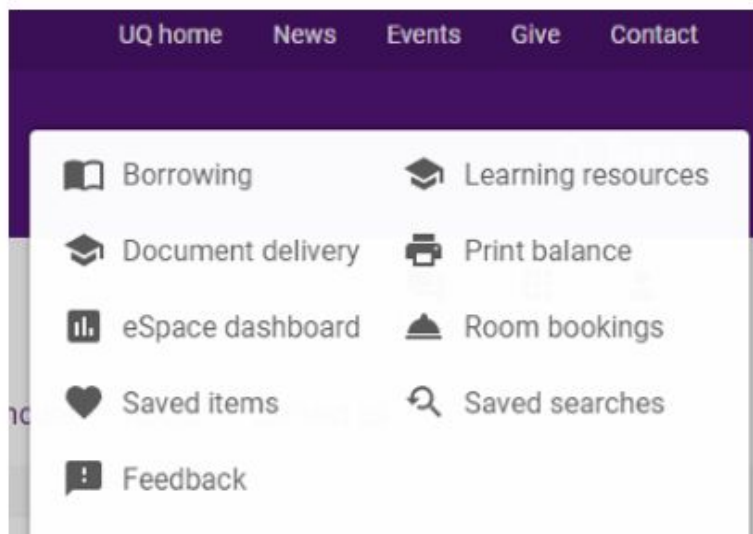 UQ home News Events Give Contact
Borrowing Learning resources
Document delivery Print balance
eSpace dashboard Room bookings
Saved items Saved searches
Feedback